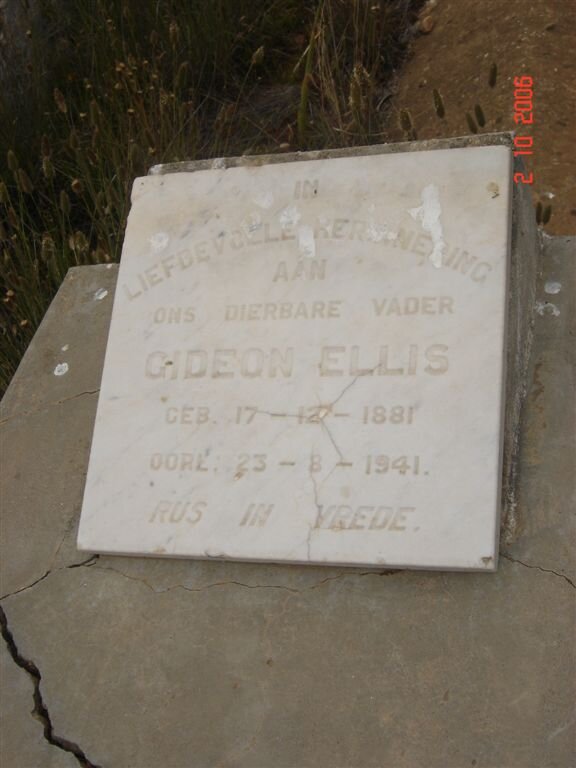 IN
LIEFDEVOLLE HERINNERING
AAN
ONS DIERBARE VADER
GIDEON ELLIS
GEB. 17 - 12 - 1881
OORL. 23 - 8 - 1941.
RUS IN VREDE.
2 10 2006